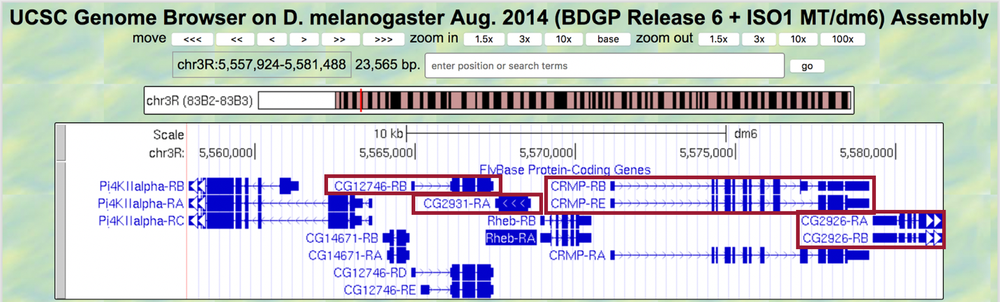 UCSC Genome Browser on D. melanogaster Aug. 2014 (BDGP Release 6 + ISO1 MT/dm6) Assembly
move <<< << < > >> >>> zoom in 1.5x 3x 10x base zoom out 1.5x 3x 10x 100x
chr3R:5,557,924-5,581,488 23,565 bp. enter position or search terms go
chr3R (83B2-83B3)
Scale 10 kb dm6
chr3R: 5,560,000 5,565,000 5,570,000 5,575,000 5,580,000
FlyBase Protein-Coding Genes
Pi4KIIalpha-RB CG12746-RB CRMP-RB
Pi4KIIalpha-RA CG2931-RA CRMP-RE
Pi4KIIalpha-RC Rheb-RB CG2926-RA
CG14671-RB Rheb-RA CG2926-RB
CG14671-RA CRMP-RA
CG12746-RD
CG12746-RE